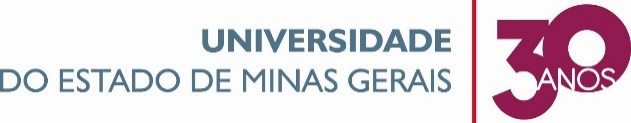 UNIVERSIDADE
DO ESTADO DE MINAS GERAIS
30
ANOS